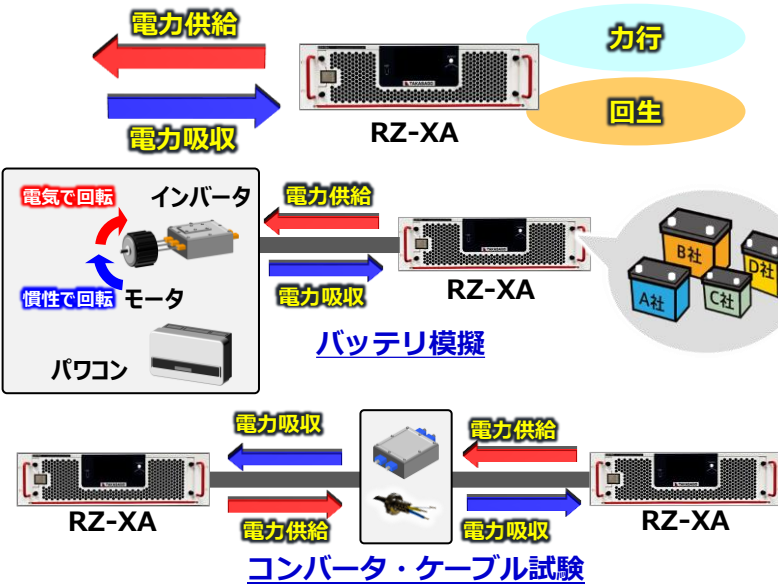 電力供給
力行
TAKASAGO
回生
RZ-XA
電力吸収
電気で回転
インバータ
電力供給
TAKASAGO
B社
D社
A社
C社
慣性で回転
モータ
電力吸収
RZ-XA
パワコン
バッテリ模擬
電力吸収
電力供給
TAKASAGO
TAKASAGO
RZ-XA
電力供給
電力吸収
RZ-XA
コンバータ・ケーブル試験